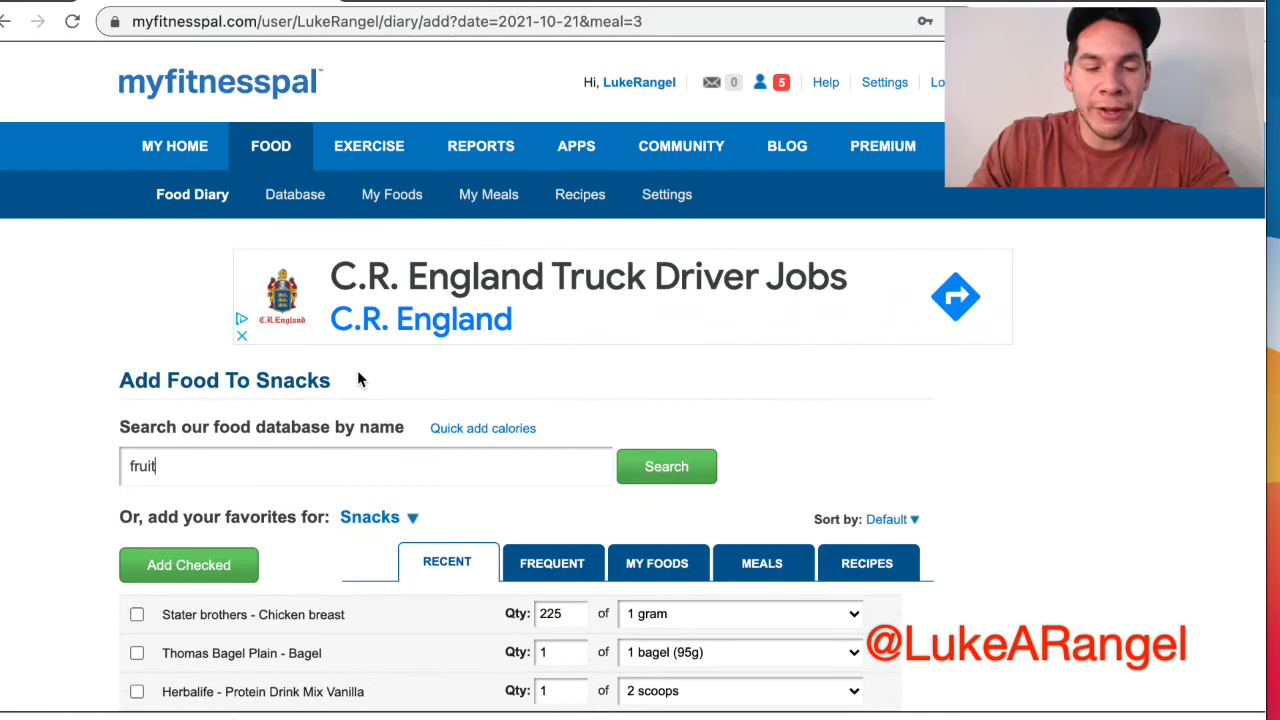 myfitnesspal.com/user/LukeRangel/diary/add?date=2021-10-21&meal=3
myfitnesspal™
Hi, LukeRangel 0 5 Help Settings Lo
MY HOME FOOD EXERCISE REPORTS APPS COMMUNITY BLOG PREMIUM
Food Diary Database My Foods My Meals Recipes Settings
C.R. England Truck Driver Jobs
C.R.ENGLAND C.R. England
Add Food To Snacks
Search our food database by name Quick add calories
fruit Search
Or, add your favorites for: Snacks Sort by: Default
Add Checked RECENT FREQUENT MY FOODS MEALS RECIPES
Stater brothers - Chicken breast Qty: 225 of 1 gram
Thomas Bagel Plain - Bagel Qty: 1 of 1 bagel (95g)
Herbalife - Protein Drink Mix Vanilla Qty: 1 of 2 scoops
@LukeARangel